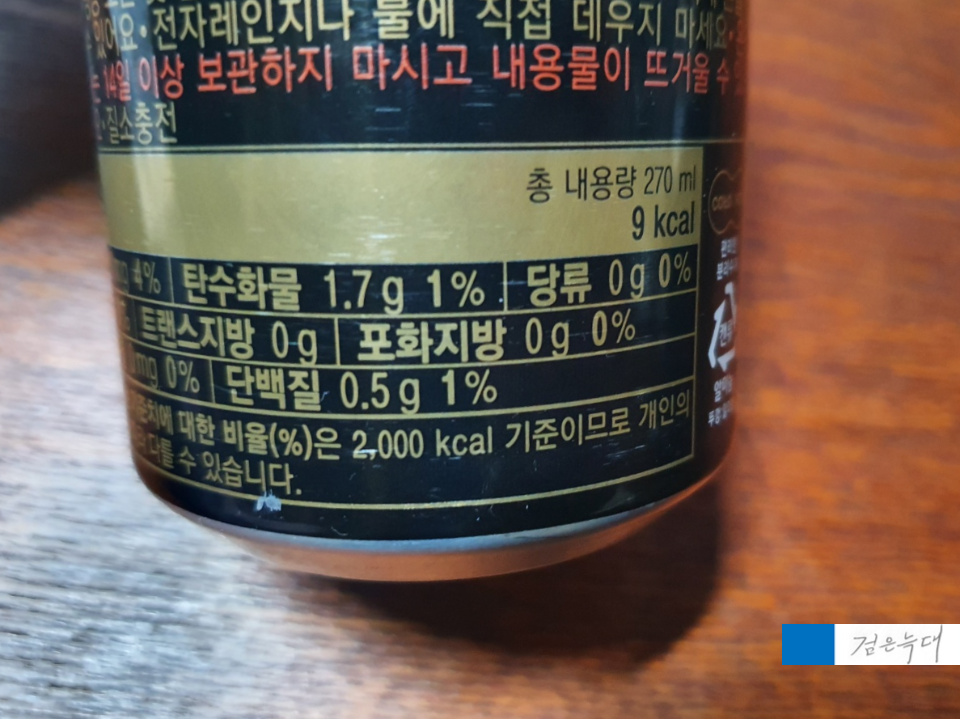 있어요·전자레인지나 물에 직접 데우지 마세요·
는 14일 이상 보관하지 마시고 내용물이 뜨거울 수
·질소충전
총 내용량 270 ml
9 kcal
4% 탄수화물 1.7g 1% 당류 0g 0%
트랜스지방 0g 포화지방 0g 0%
mg 0% 단백질 0.5g 1%
대한 비율(%)은 2,000 kcal 기준이므로 개인의
다를 수 있습니다.
검은늑대